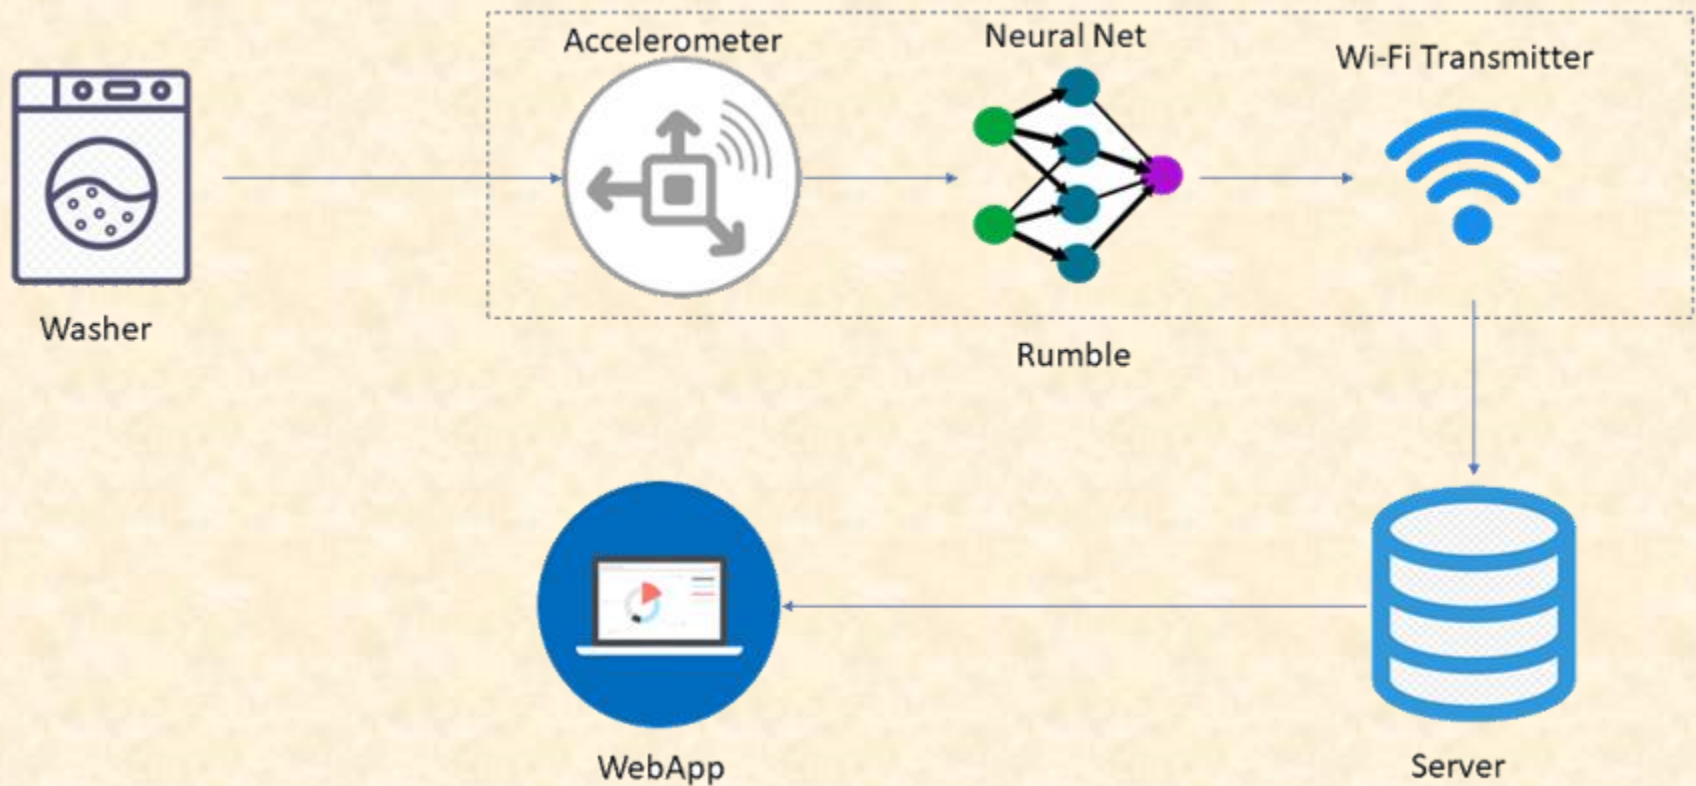 Accelerometer
Neural Net
Wi-Fi Transmitter
Washer
Rumble
WebApp
Server